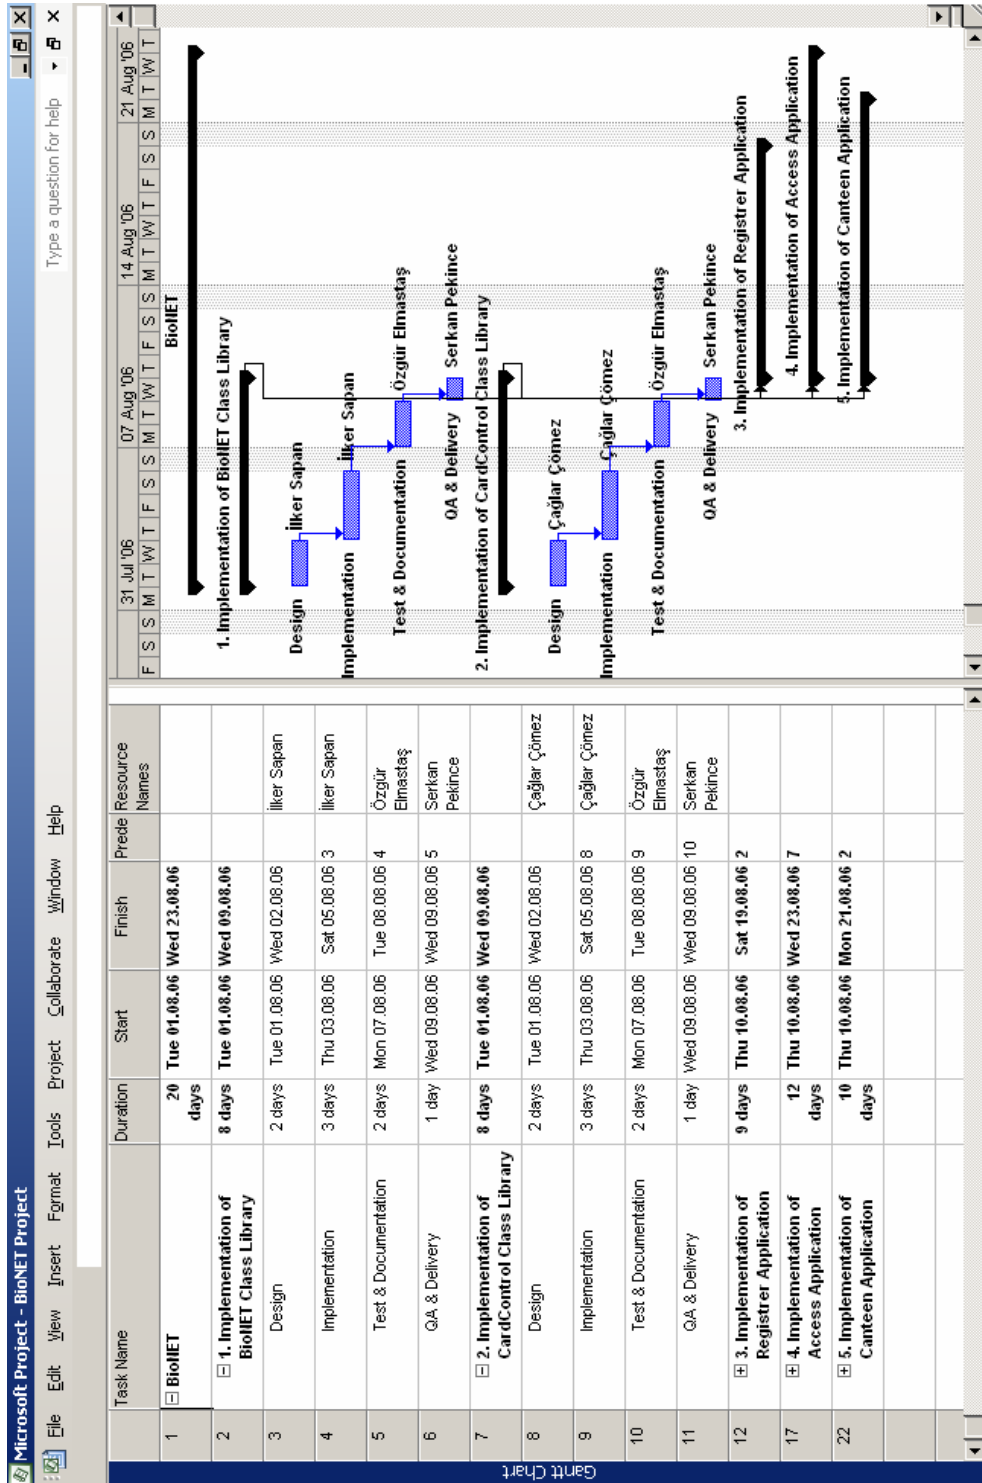 Microsoft Project - BioNET Project
File Edit View Insert Format Tools Project Collaborate Window Help Type a question for help
Task Name Duration Start Finish Prede Resource Names
1 BioNET 20 days Tue 01.08.06 Wed 23.08.06
2 1. Implementation of BioNET Class Library 8 days Tue 01.08.06 Wed 09.08.06
3 Design 2 days Tue 01.08.06 Wed 02.08.06 İlker Sapan
4 Implementation 3 days Thu 03.08.06 Sat 05.08.06 3 İlker Sapan
5 Test & Documentation 2 days Mon 07.08.06 Tue 08.08.06 4 Özgür Elmastaş
6 QA & Delivery 1 day Wed 09.08.06 Wed 09.08.06 5 Serkan Pekince
7 2. Implementation of CardControl Class Library 8 days Tue 01.08.06 Wed 09.08.06
8 Design 2 days Tue 01.08.06 Wed 02.08.06 Çağlar Çömez
9 Implementation 3 days Thu 03.08.06 Sat 05.08.06 8 Çağlar Çömez
10 Test & Documentation 2 days Mon 07.08.06 Tue 08.08.06 9 Özgür Elmastaş
11 QA & Delivery 1 day Wed 09.08.06 Wed 09.08.06 10 Serkan Pekince
12 3. Implementation of Registrer Application 9 days Thu 10.08.06 Sat 19.08.06 2
17 4. Implementation of Access Application 12 days Thu 10.08.06 Wed 23.08.06 7
22 5. Implementation of Canteen Application 10 days Thu 10.08.06 Mon 21.08.06 2
Gantt Chart
31 Jul '06 07 Aug '06 14 Aug '06 21 Aug '06
F S S M T W T F S S M T W T F S S M T W T F S S M T W T
BioNET
1. Implementation of BioNET Class Library
Design İlker Sapan
Implementation İlker Sapan
Test & Documentation Özgür Elmastaş
QA & Delivery Serkan Pekince
2. Implementation of CardControl Class Library
Design Çağlar Çömez
Implementation Çağlar Çömez
Test & Documentation Özgür Elmastaş
QA & Delivery Serkan Pekince
3. Implementation of Registrer Application
4. Implementation of Access Application
5. Implementation of Canteen Application